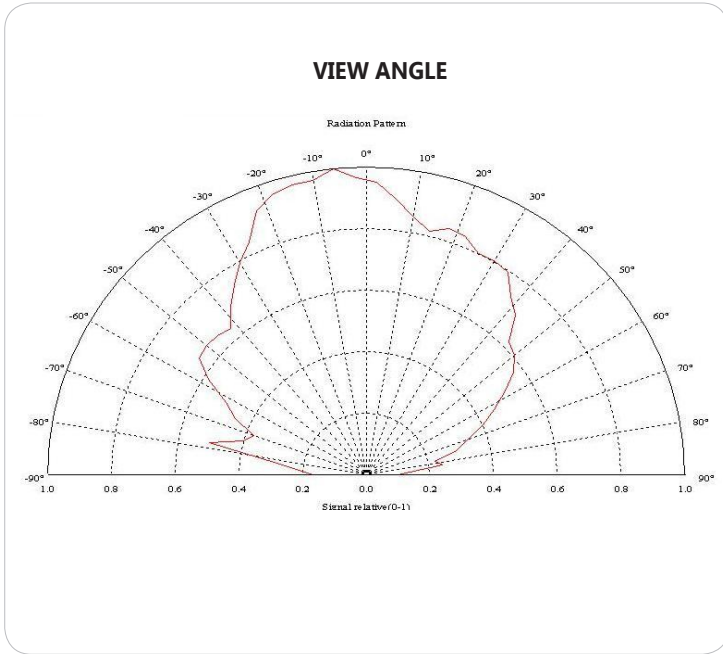 VIEW ANGLE
Radiation Pattern
0°
-10° 10°
-20° 20°
-30° 30°
-40° 40°
-50° 50°
-60° 60°
-70° 70°
-80° 80°
-90° 90°
1.0 0.8 0.6 0.4 0.2 0.0 0.2 0.4 0.6 0.8 1.0
Signal relative(0-1)